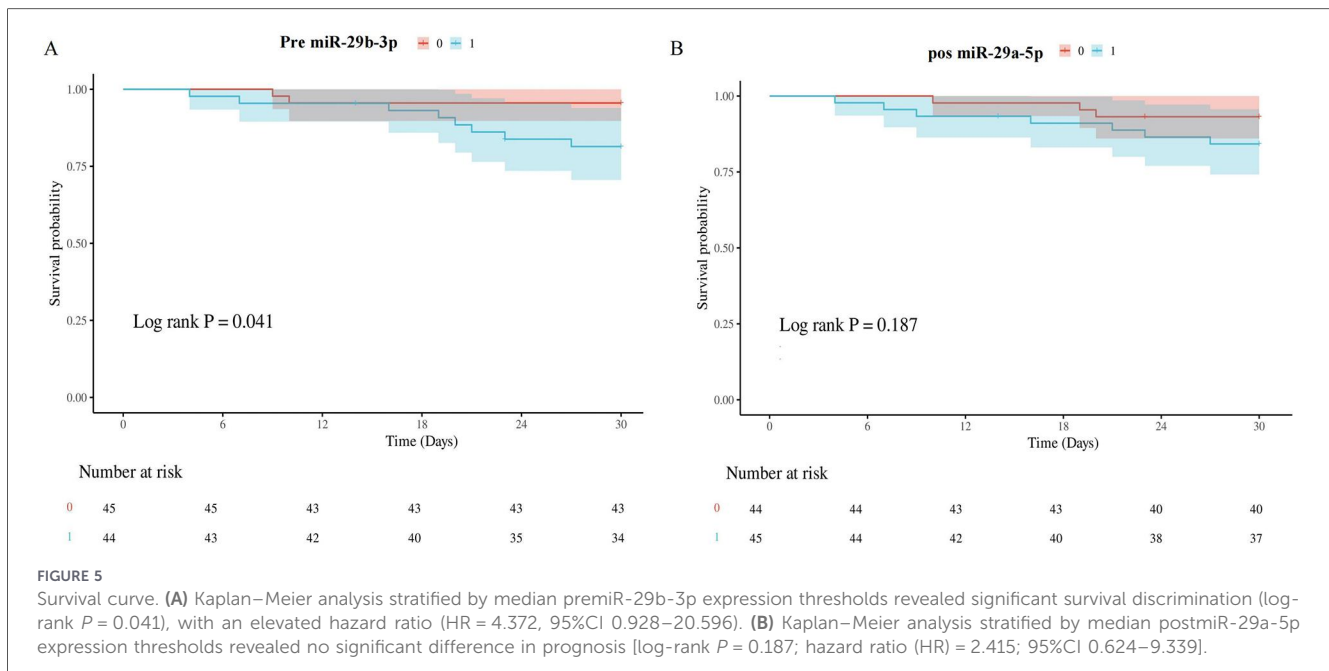 A
Pre miR-29b-3p 0 1
1.00
0.75
0.50
0.25
0.00
Survival probability
Log rank P = 0.041
0 6 12 18 24 30
Time (Days)
Number at risk
0 45 45 43 43 43 43
1 44 43 42 40 35 34
B
pos miR-29a-5p 0 1
1.00
0.75
0.50
0.25
0.00
Survival probability
Log rank P = 0.187
0 6 12 18 24 30
Time (Days)
Number at risk
0 44 44 43 43 40 40
1 45 44 42 40 38 37
FIGURE 5
Survival curve. (A) Kaplan–Meier analysis stratified by median premiR-29b-3p expression thresholds revealed significant survival discrimination (log-
rank P = 0.041), with an elevated hazard ratio (HR = 4.372, 95%CI 0.928–20.596). (B) Kaplan–Meier analysis stratified by median postmiR-29a-5p
expression thresholds revealed no significant difference in prognosis [log-rank P = 0.187; hazard ratio (HR) = 2.415; 95%CI 0.624–9.339].